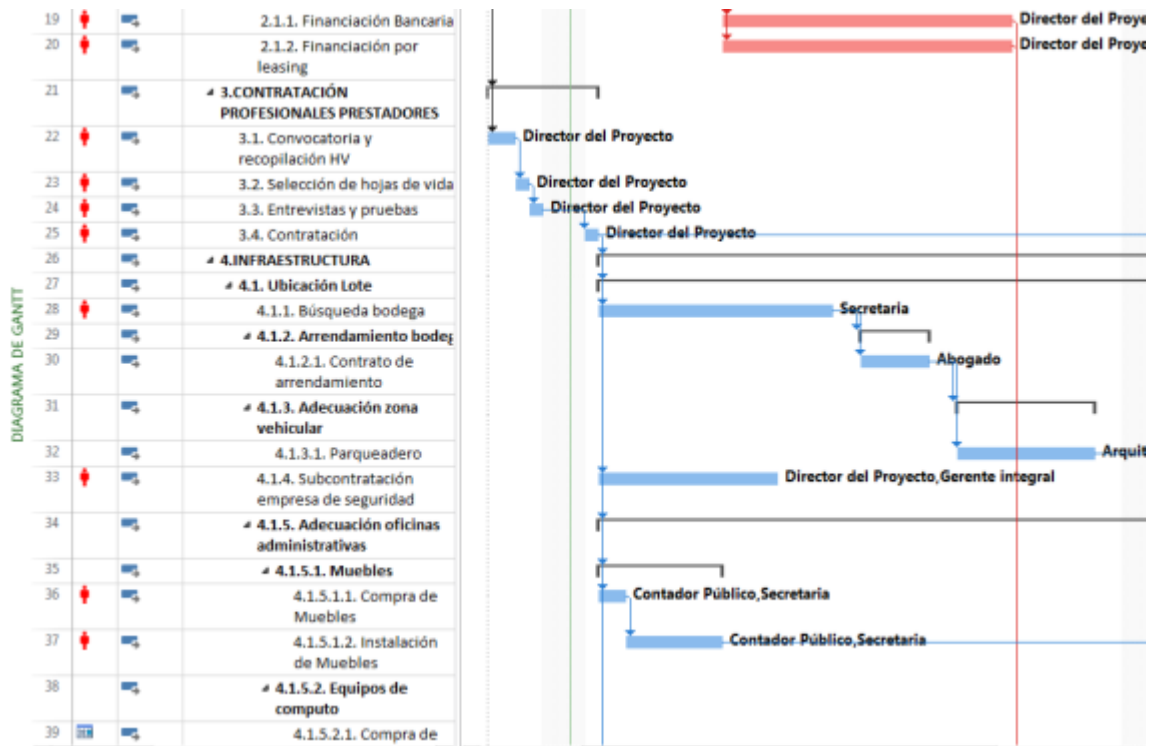 19 2.1.1. Financiación Bancaria Director del Proye
20 2.1.2. Financiación por Director del Proye
leasing
21 3.CONTRATACIÓN
PROFESIONALES PRESTADORES
22 3.1. Convocatoria y Director del Proyecto
recopilación HV
23 3.2. Selección de hojas de vida Director del Proyecto
24 3.3. Entrevistas y pruebas Director del Proyecto
25 3.4. Contratación Director del Proyecto
26 4.INFRAESTRUCTURA
27 4.1. Ubicación Lote
28 4.1.1. Búsqueda bodega Secretaria
29 4.1.2. Arrendamiento bodeg
30 4.1.2.1. Contrato de Abogado
arrendamiento
31 4.1.3. Adecuación zona
vehicular
32 4.1.3.1. Parqueadero Arquit
33 4.1.4. Subcontratación Director del Proyecto,Gerente integral
empresa de seguridad
34 4.1.5. Adecuación oficinas
administrativas
35 4.1.5.1. Muebles
36 4.1.5.1.1. Compra de Contador Público,Secretaria
Muebles
37 4.1.5.1.2. Instalación Contador Público,Secretaria
de Muebles
38 4.1.5.2. Equipos de
computo
39 4.1.5.2.1. Compra de
DIAGRAMA DE GANTT